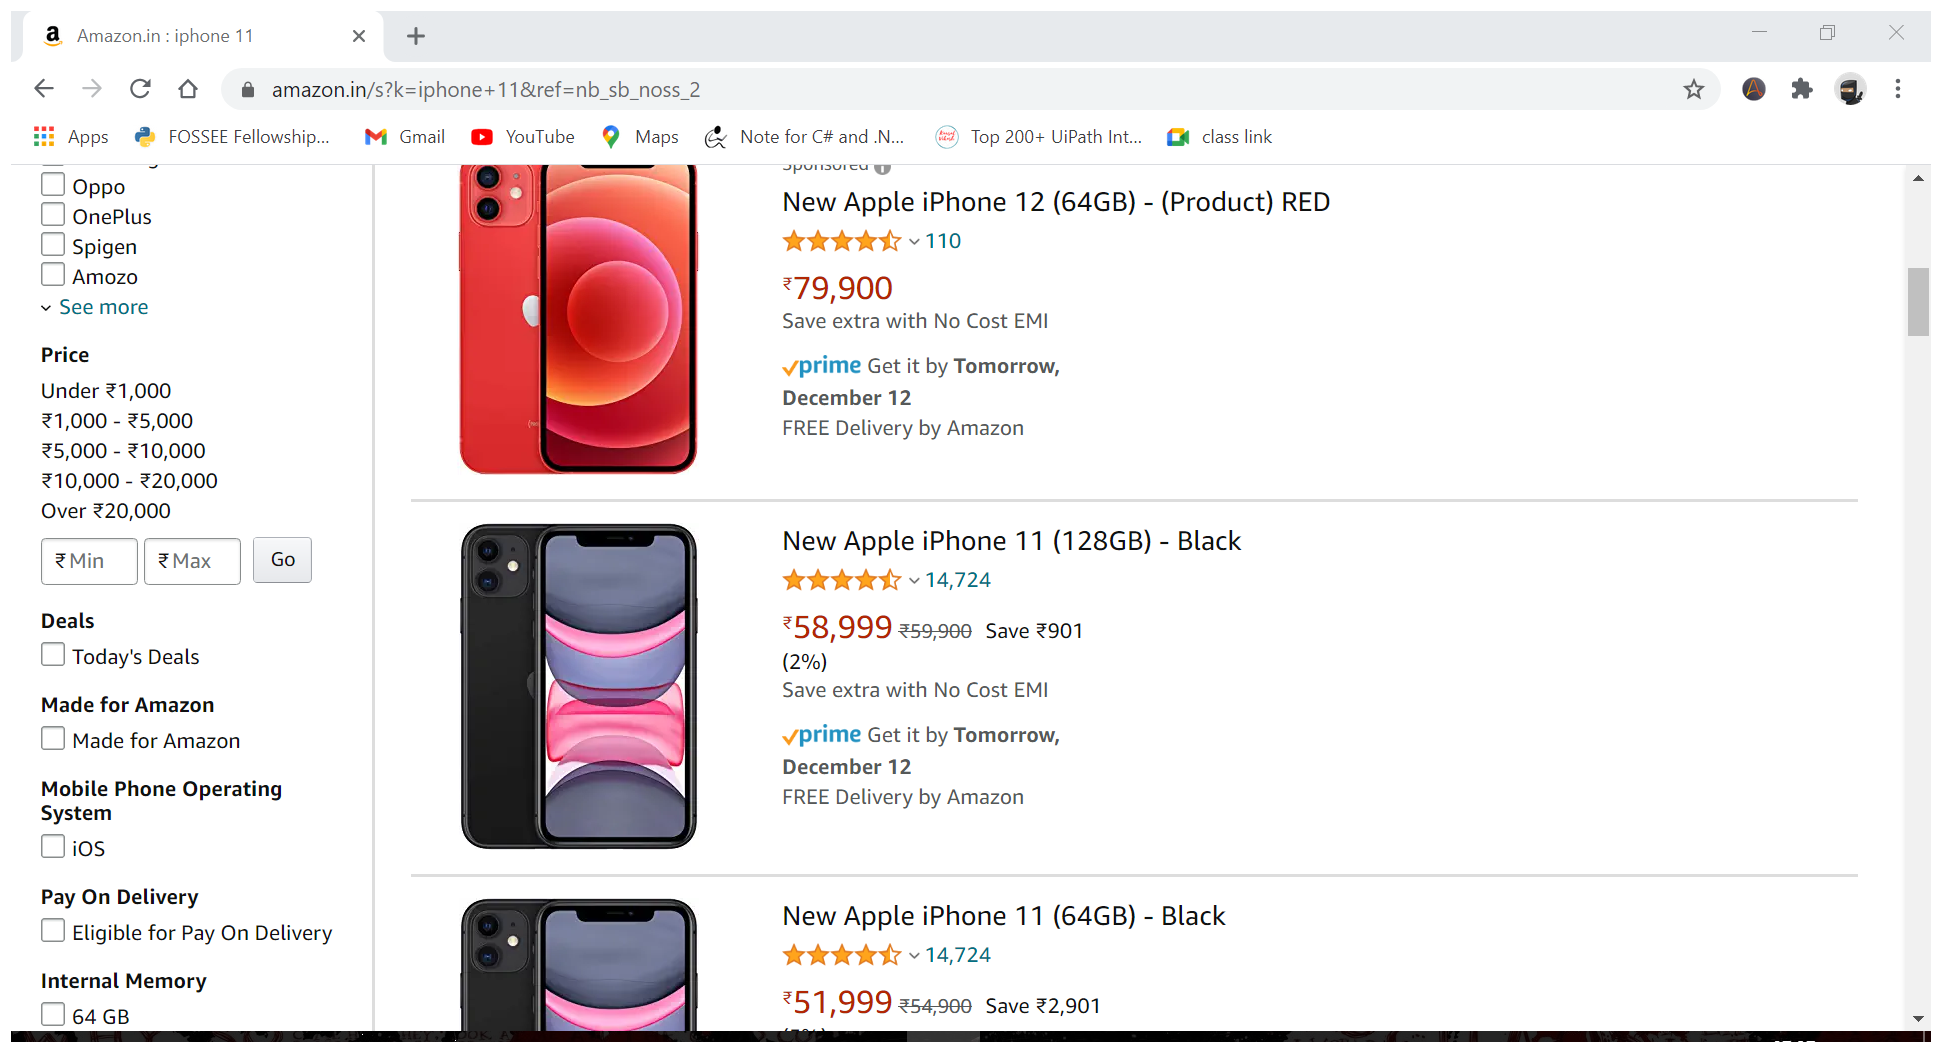 Amazon.in : iphone 11
amazon.in/s?k=iphone+11&ref=nb_sb_noss_2
Apps FOSSEE Fellowship... Gmail YouTube Maps Note for C# and .N... Top 200+ UiPath Int... class link
Oppo
OnePlus
Spigen
Amozo
See more
Price
Under ₹1,000
₹1,000 - ₹5,000
₹5,000 - ₹10,000
₹10,000 - ₹20,000
Over ₹20,000
₹ Min ₹ Max Go
Deals
Today's Deals
Made for Amazon
Made for Amazon
Mobile Phone Operating
System
iOS
Pay On Delivery
Eligible for Pay On Delivery
Internal Memory
64 GB
Sponsored
New Apple iPhone 12 (64GB) - (Product) RED
110
₹79,900
Save extra with No Cost EMI
prime Get it by Tomorrow,
December 12
FREE Delivery by Amazon
New Apple iPhone 11 (128GB) - Black
14,724
₹58,999 ₹59,900 Save ₹901
(2%)
Save extra with No Cost EMI
prime Get it by Tomorrow,
December 12
FREE Delivery by Amazon
New Apple iPhone 11 (64GB) - Black
14,724
₹51,999 ₹54,900 Save ₹2,901